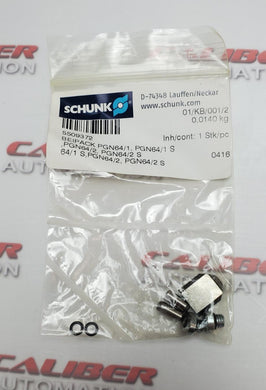 CALIBER
AUTOMATION
D-74348 Lauffen/Neckar
www.schunk.com
SCHUNK
01/KB/001/2
0.0140 kg
5509372
Inh/cont: 1 Stk/pc
BEIPACK PGN64/1, PGN64/1 S
,PGN64/2, PGN64/2 S
64/1 S,PGN64/2, PGN64/2 S
0416
CALIBER
AUTOMATION
CALIBER